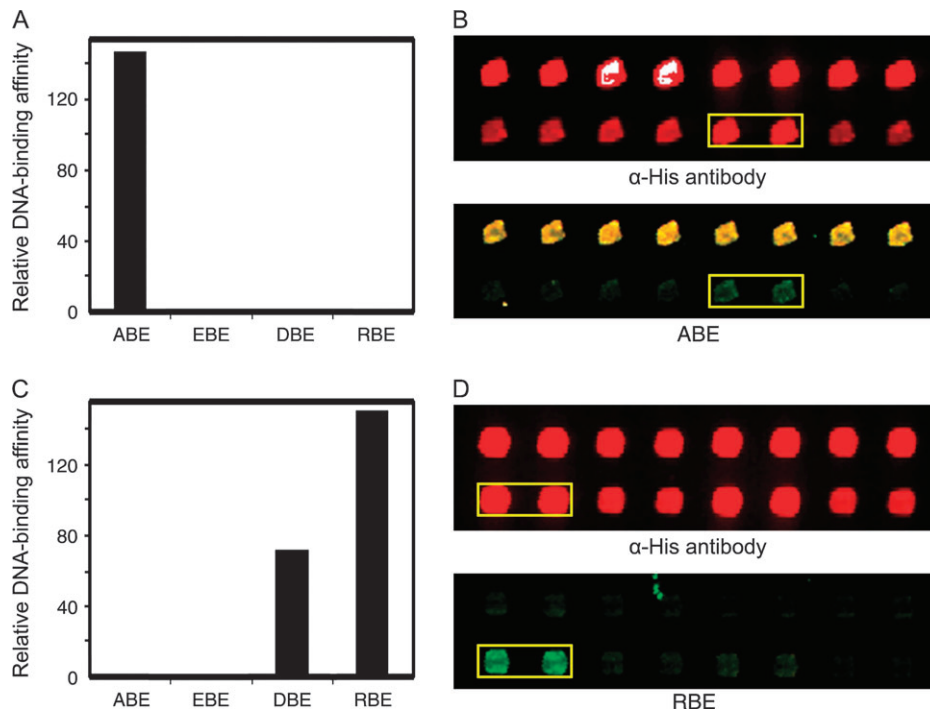 A
Relative DNA-binding affinity
120
80
40
0
ABE EBE DBE RBE
B
α-His antibody
ABE
C
Relative DNA-binding affinity
120
80
40
0
ABE EBE DBE RBE
D
α-His antibody
RBE